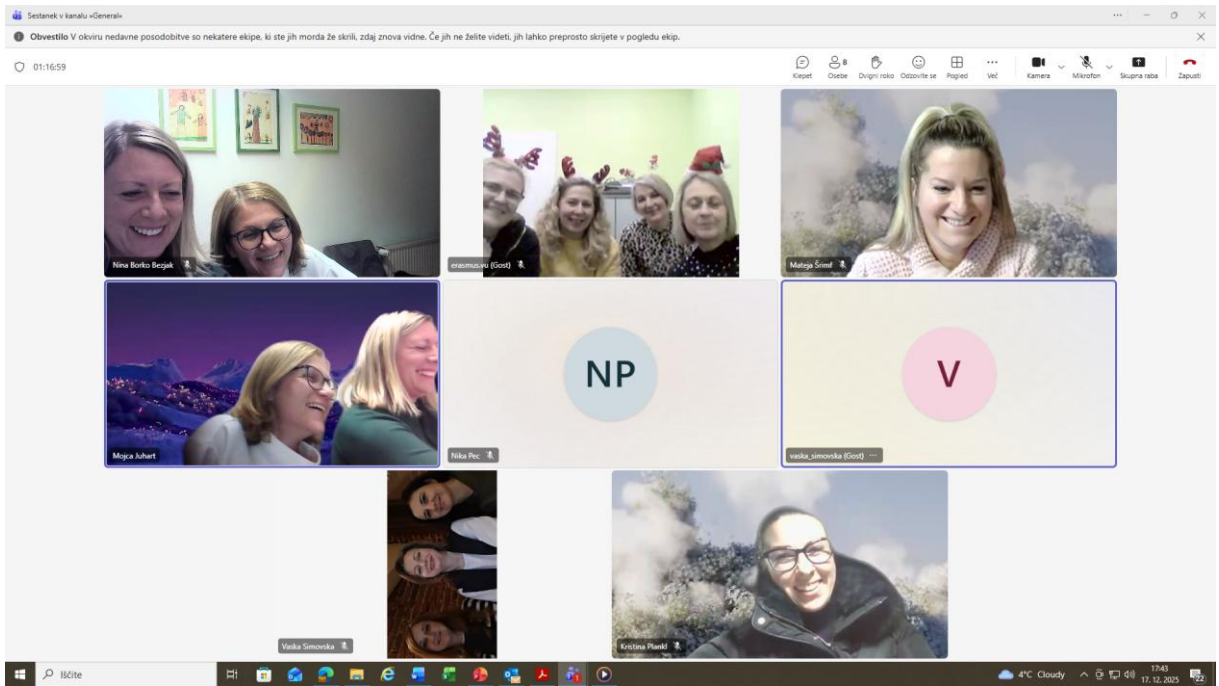 Sestanek v kanalu »General«
Obvestilo V okviru nedavne posodobitve so nekatere ekipe, ki ste jih morda že skrili, zdaj znova vidne. Če jih ne želite videti, jih lahko preprosto skrijete v pogledu ekip.
01:16:59
8
Klepet Osebe Dvigni roko Odzovite se Pogled Več Kamera Mikrofon Skupna raba Zapusti
Nina Borko Bezjak
erasmus.vu (Gost)
Mateja Šrimf
NP
V
Mojca Juhart
Nika Pec
vaska_simovska (Gost)
Vaska Simovska
Kristina Plankl
Iščite
4°C Cloudy
17:43
17. 12. 2025
22